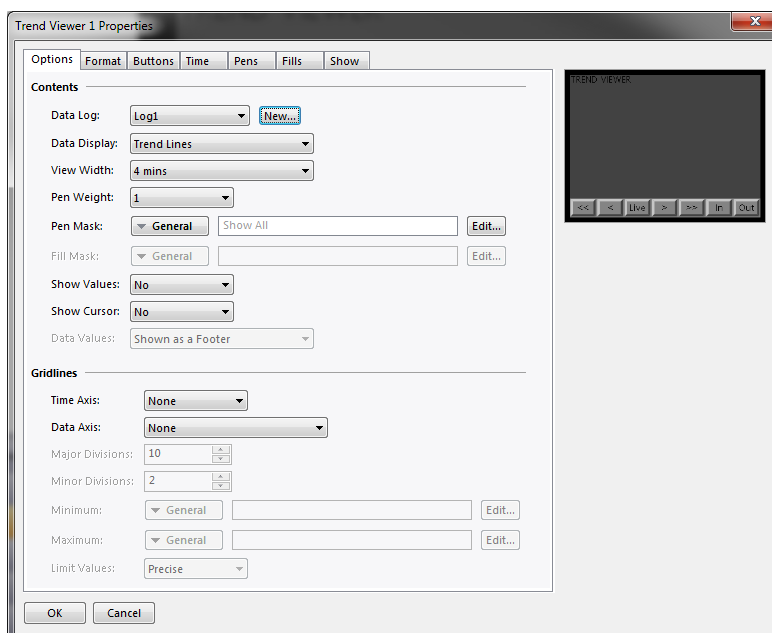 Trend Viewer 1 Properties
Options Format Buttons Time Pens Fills Show
Contents
Data Log: Log1 New...
Data Display: Trend Lines
View Width: 4 mins
Pen Weight: 1
Pen Mask: General Show All Edit...
Fill Mask: General Edit...
Show Values: No
Show Cursor: No
Data Values: Shown as a Footer
Gridlines
Time Axis: None
Data Axis: None
Major Divisions: 10
Minor Divisions: 2
Minimum: General Edit...
Maximum: General Edit...
Limit Values: Precise
OK Cancel
TREND VIEWER
<< < Live > >> In Out